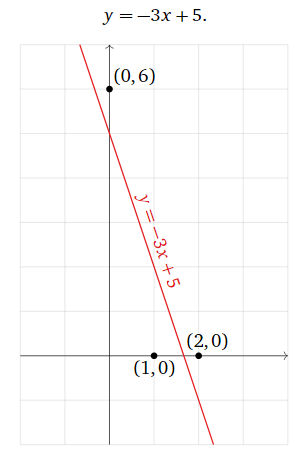 y = −3x + 5.
(0, 6)
y = −3x + 5
(2, 0)
(1, 0)